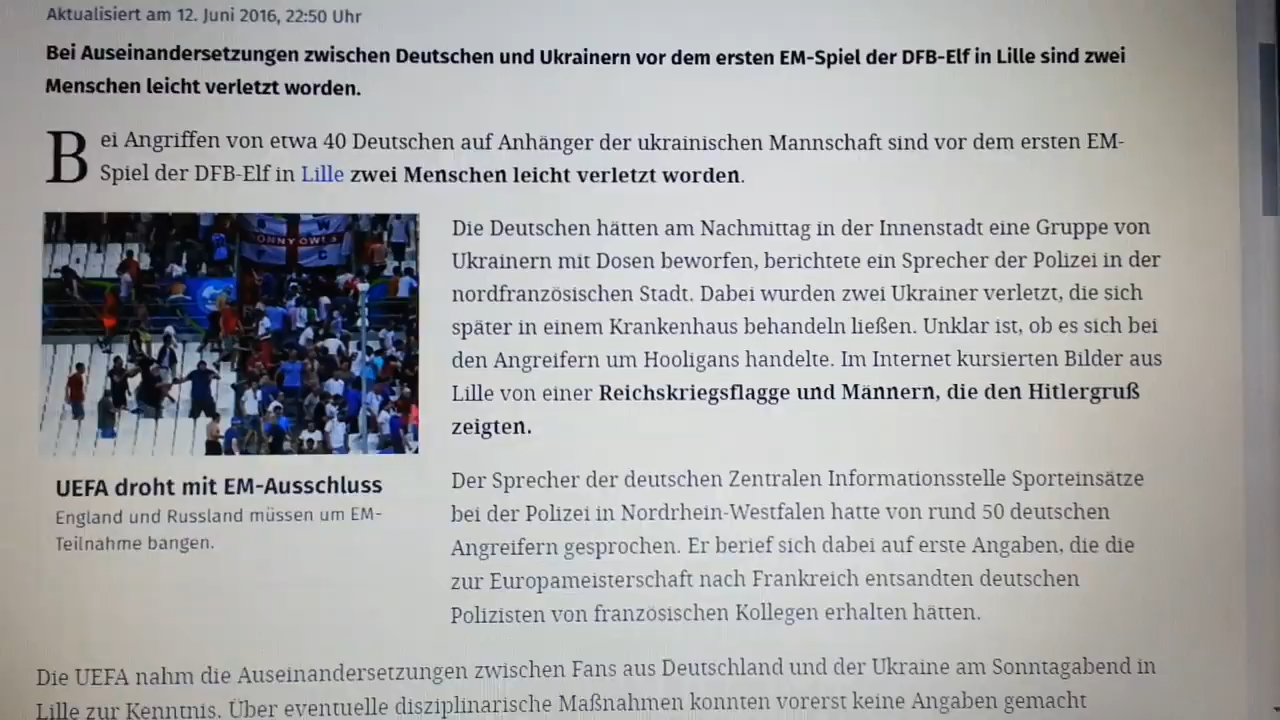 Aktualisiert am 12. Juni 2016, 22:50 Uhr
Bei Auseinandersetzungen zwischen Deutschen und Ukrainern vor dem ersten EM-Spiel der DFB-Elf in Lille sind zwei
Menschen leicht verletzt worden.
Bei Angriffen von etwa 40 Deutschen auf Anhänger der ukrainischen Mannschaft sind vor dem ersten EM-
Spiel der DFB-Elf in Lille zwei Menschen leicht verletzt worden.
ONNY OWLS
UEFA droht mit EM-Ausschluss
England und Russland müssen um EM-
Teilnahme bangen.
Die Deutschen hätten am Nachmittag in der Innenstadt eine Gruppe von
Ukrainern mit Dosen beworfen, berichtete ein Sprecher der Polizei in der
nordfranzösischen Stadt. Dabei wurden zwei Ukrainer verletzt, die sich
später in einem Krankenhaus behandeln ließen. Unklar ist, ob es sich bei
den Angreifern um Hooligans handelte. Im Internet kursierten Bilder aus
Lille von einer Reichskriegsflagge und Männern, die den Hitlergruß
zeigten.
Der Sprecher der deutschen Zentralen Informationsstelle Sporteinsätze
bei der Polizei in Nordrhein-Westfalen hatte von rund 50 deutschen
Angreifern gesprochen. Er berief sich dabei auf erste Angaben, die die
zur Europameisterschaft nach Frankreich entsandten deutschen
Polizisten von französischen Kollegen erhalten hätten.
Die UEFA nahm die Auseinandersetzungen zwischen Fans aus Deutschland und der Ukraine am Sonntagabend in
Lille zur Kenntnis. Über eventuelle disziplinarische Maßnahmen konnten vorerst keine Angaben gemacht